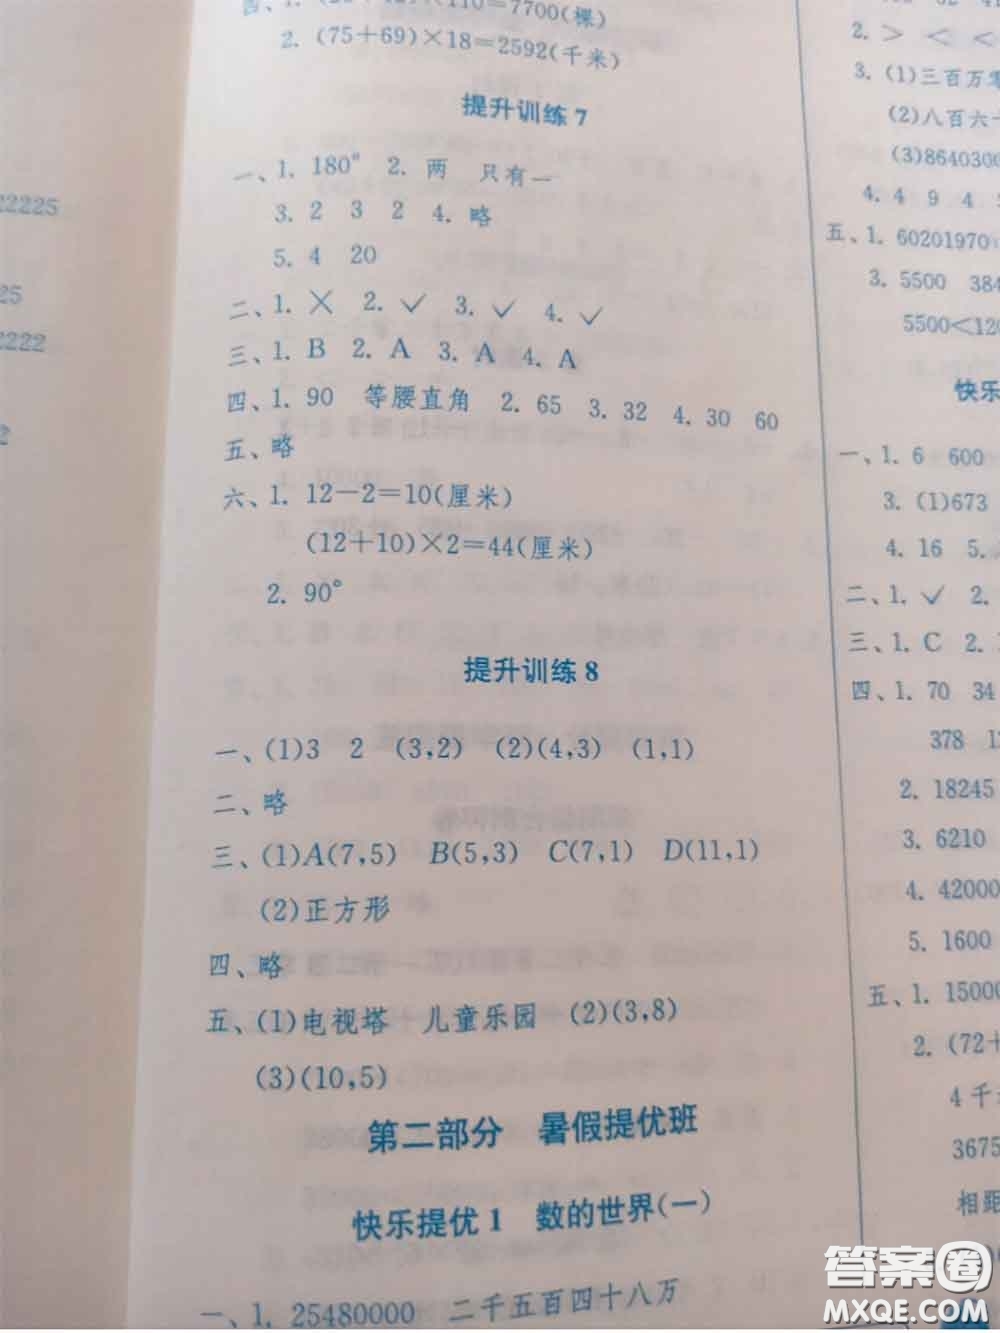 22225
25
2222
2
2. (75+69)×18=2592(千米)
提升训练7
一、1. 180° 2. 两 只有一
3. 2 3 2 4. 略
5. 4 20
二、1. × 2. ✓ 3. ✓ 4. ✓
三、1. B 2. A 3. A 4. A
四、1. 90 等腰直角 2. 65 3. 32 4. 30 60
五、略
六、1. 12-2=10(厘米)
(12+10)×2=44(厘米)
2. 90°
提升训练8
一、(1)3 2 (3,2) (2)(4,3) (1,1)
二、略
三、(1)A(7,5) B(5,3) C(7,1) D(11,1)
(2)正方形
四、略
五、(1)电视塔 儿童乐园 (2)(3,8)
(3)(10,5)
第二部分 暑假提优班
快乐提优1 数的世界(一)
一、1. 25480000 二千五百四十八万
2. > < <
3. (1)三百万零
(2)八百六十
(3)8640300
4. 4 9 4
五、1. 60201970
3. 5500 384
5500<12
快乐
一、1. 6 600
3. (1)673
4. 16 5.
二、1. ✓ 2.
三、1. C 2.
四、1. 70 34
378
2. 18245
3. 6210
4. 42000
5. 1600
五、1. 15000
2. (72+
4千
3675
相距
答案圈
MXQE.COM